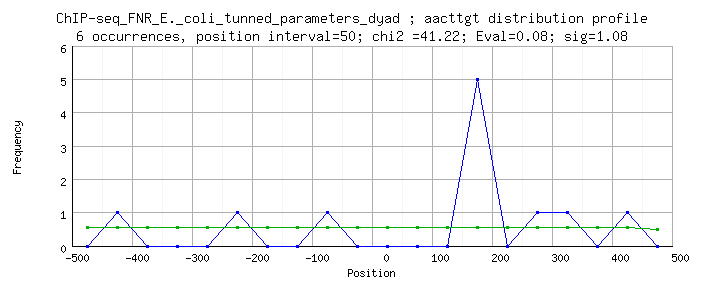 ChIP-seq_FNR_E._coli_tunned_parameters_dyad ; aacttgt distribution profile
6 occurrences, position interval=50; chi2 =41.22; Eval=0.08; sig=1.08
6
5
4
3
2
1
0
Frequency
-500 -400 -300 -200 -100 0 100 200 300 400 500
Position